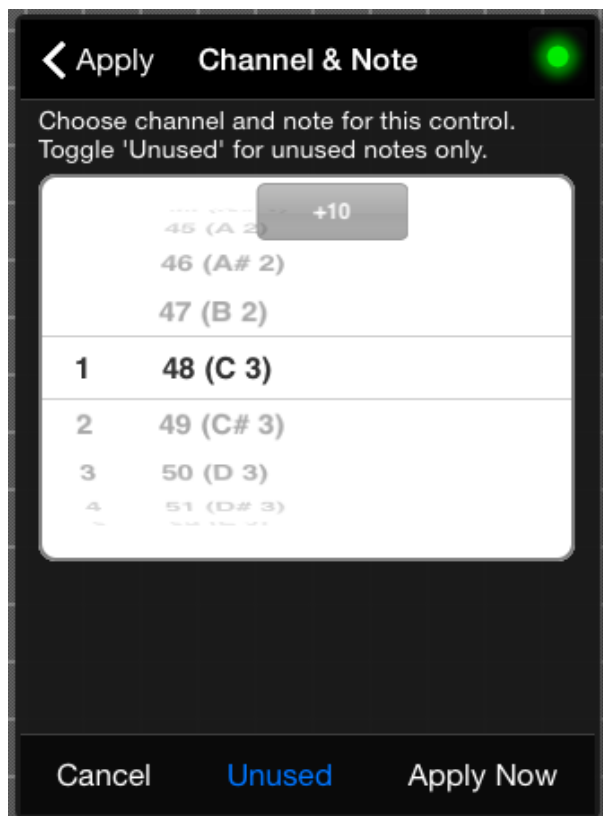 Apply Channel & Note
Choose channel and note for this control.
Toggle 'Unused' for unused notes only.
+10
45 (A 2)
46 (A# 2)
47 (B 2)
1 48 (C 3)
2 49 (C# 3)
3 50 (D 3)
4 51 (D# 3)
Cancel Unused Apply Now